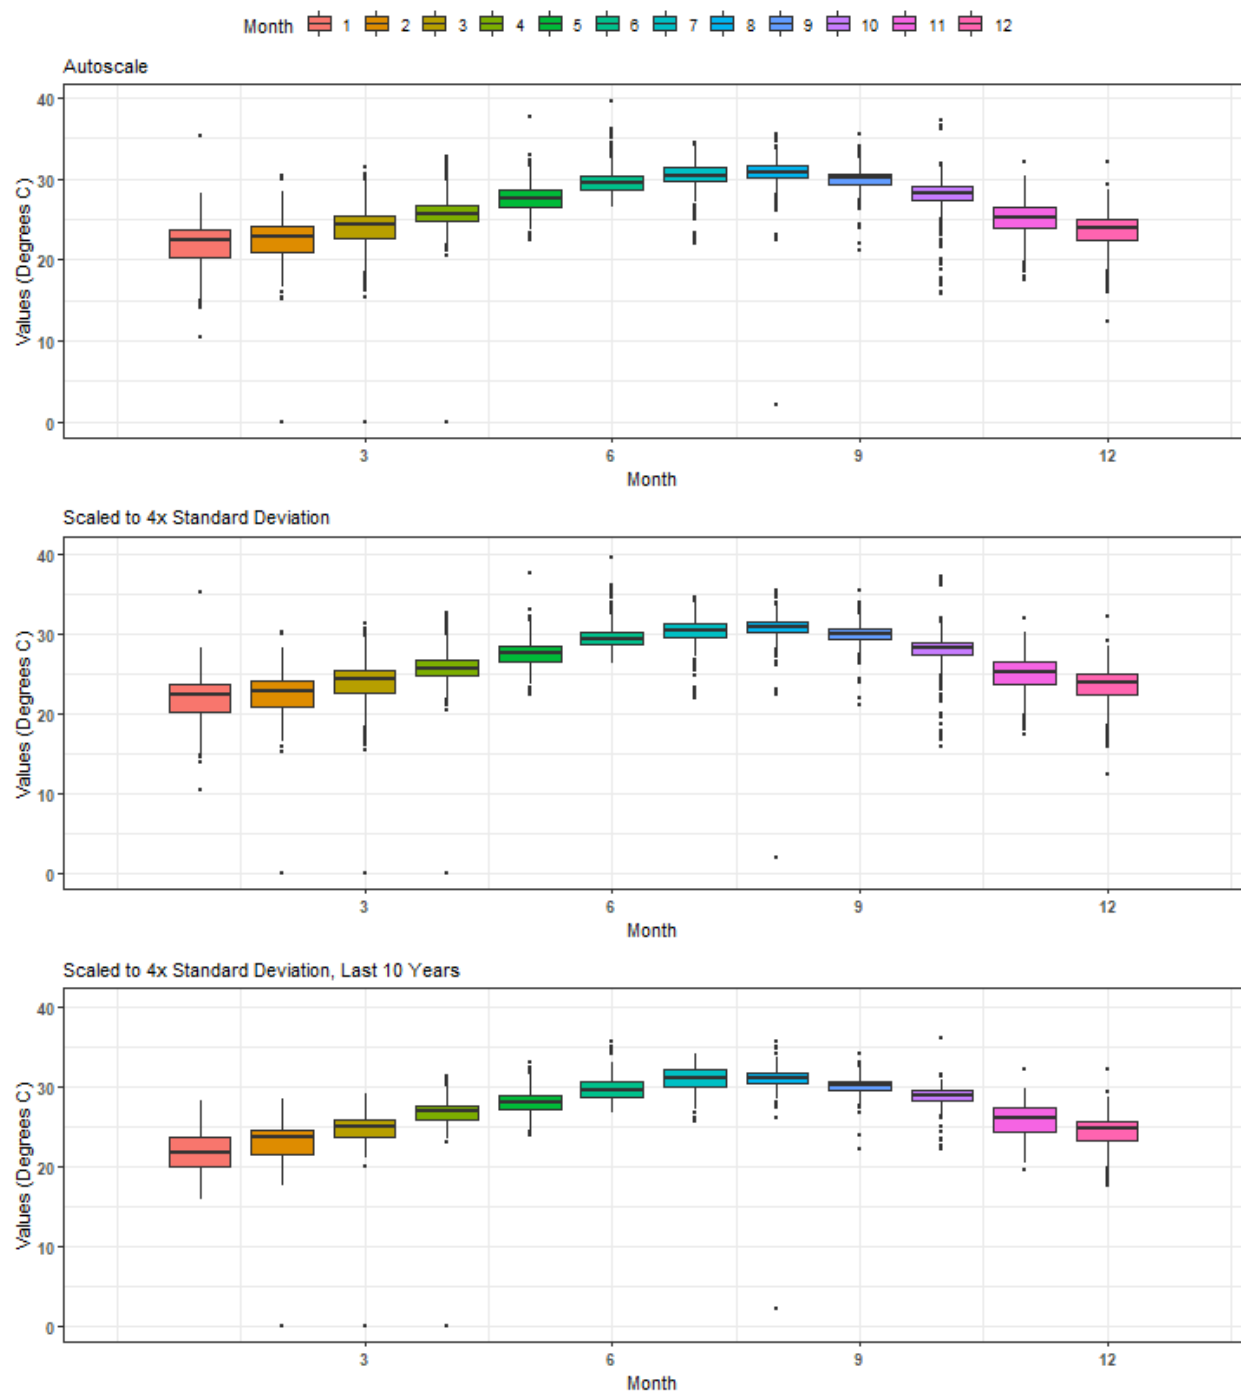 Month 1 2 3 4 5 6 7 8 9 10 11 12
Autoscale
Values (Degrees C)
40
30
20
10
0
3 6 9 12
Month
Scaled to 4x Standard Deviation
Values (Degrees C)
40
30
20
10
0
3 6 9 12
Month
Scaled to 4x Standard Deviation, Last 10 Years
Values (Degrees C)
40
30
20
10
0
3 6 9 12
Month